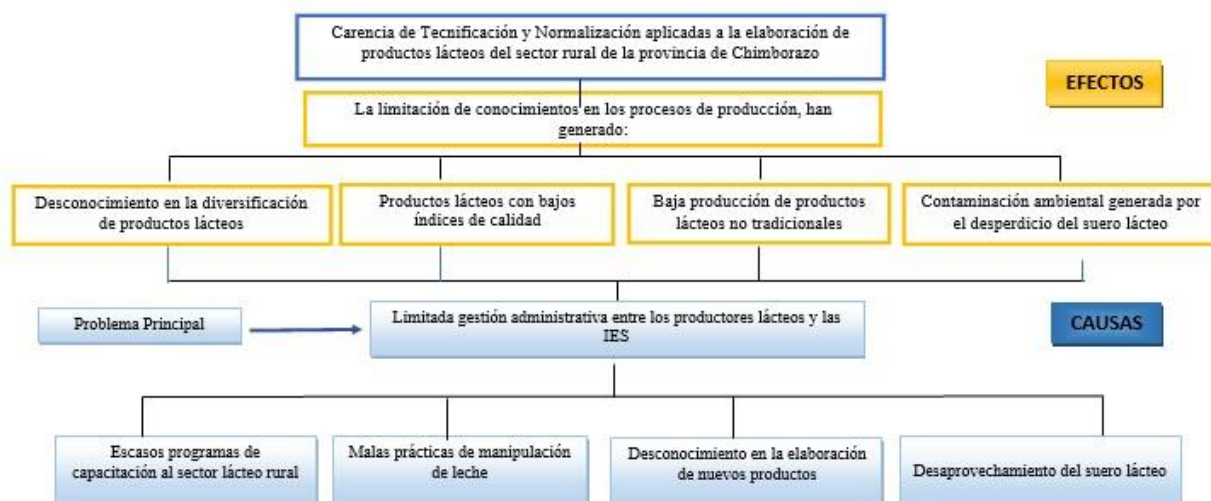 Carencia de Tecnificación y Normalización aplicadas a la elaboración de
productos lácteos del sector rural de la provincia de Chimborazo
EFECTOS
La limitación de conocimientos en los procesos de producción, han
generado:
Desconocimiento en la diversificación
de productos lácteos
Productos lácteos con bajos
índices de calidad
Baja producción de productos
lácteos no tradicionales
Contaminación ambiental generada por
el desperdicio del suero lácteo
Problema Principal
Limitada gestión administrativa entre los productores lácteos y las
IES
CAUSAS
Escasos programas de
capacitación al sector lácteo rural
Malas prácticas de manipulación
de leche
Desconocimiento en la elaboración
de nuevos productos
Desaprovechamiento del suero lácteo